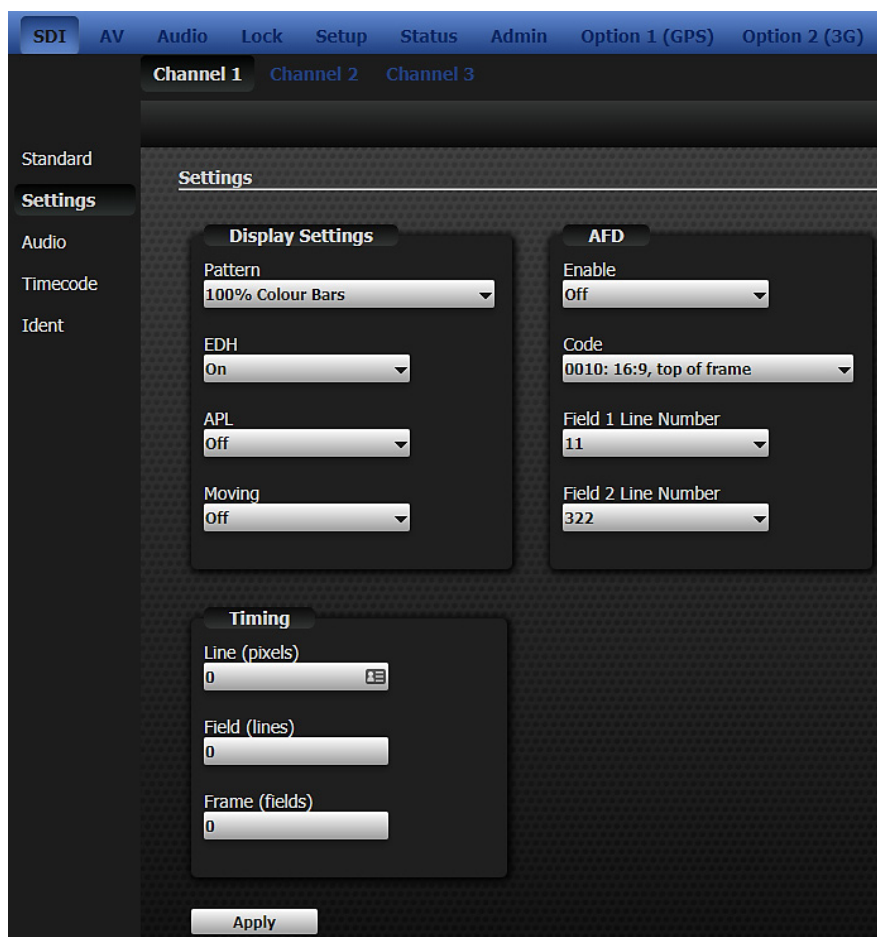 SDI AV Audio Lock Setup Status Admin Option 1 (GPS) Option 2 (3G)
Channel 1 Channel 2 Channel 3
Standard
Settings
Audio
Timecode
Ident
Settings
Display Settings
Pattern
100% Colour Bars
EDH
On
APL
Off
Moving
Off
AFD
Enable
Off
Code
0010: 16:9, top of frame
Field 1 Line Number
11
Field 2 Line Number
322
Timing
Line (pixels)
0
Field (lines)
0
Frame (fields)
0
Apply